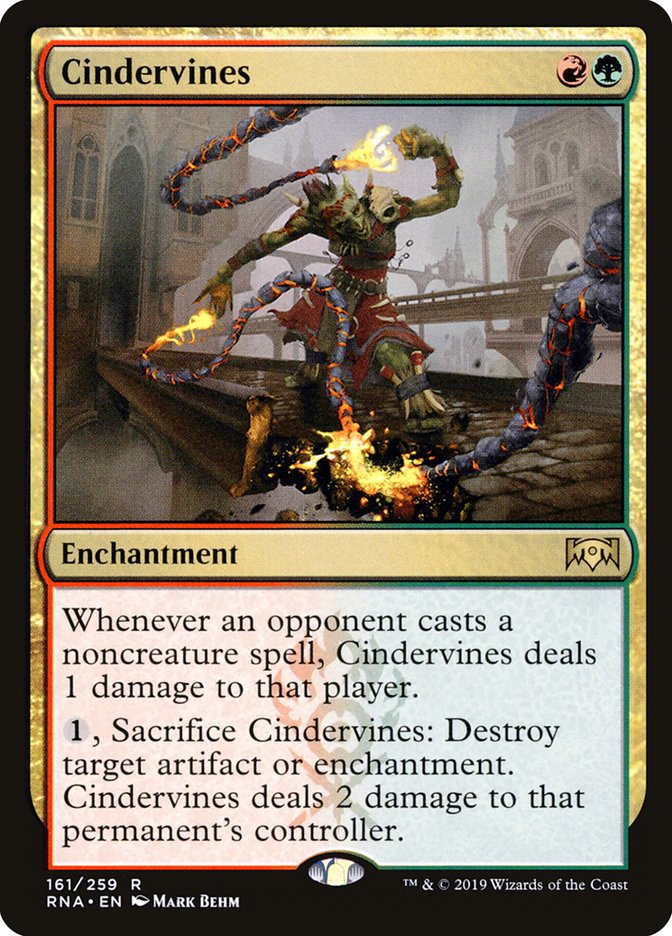 Cindervines
Enchantment
Whenever an opponent casts a
noncreature spell, Cindervines deals
1 damage to that player.
1, Sacrifice Cindervines: Destroy
target artifact or enchantment.
Cindervines deals 2 damage to that
permanent's controller.
161/259 R
RNA • EN MARK BEHM
™ & © 2019 Wizards of the Coast